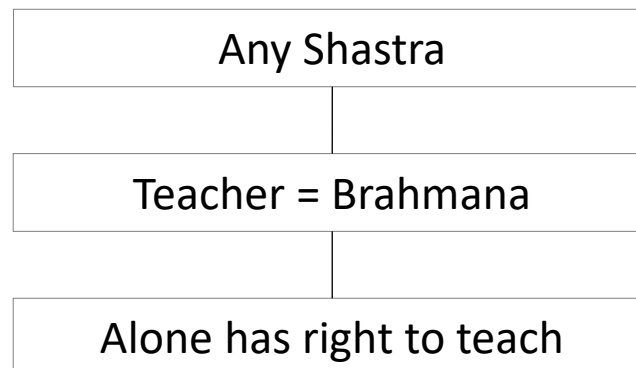 Any Shastra
Teacher = Brahmana
Alone has right to teach